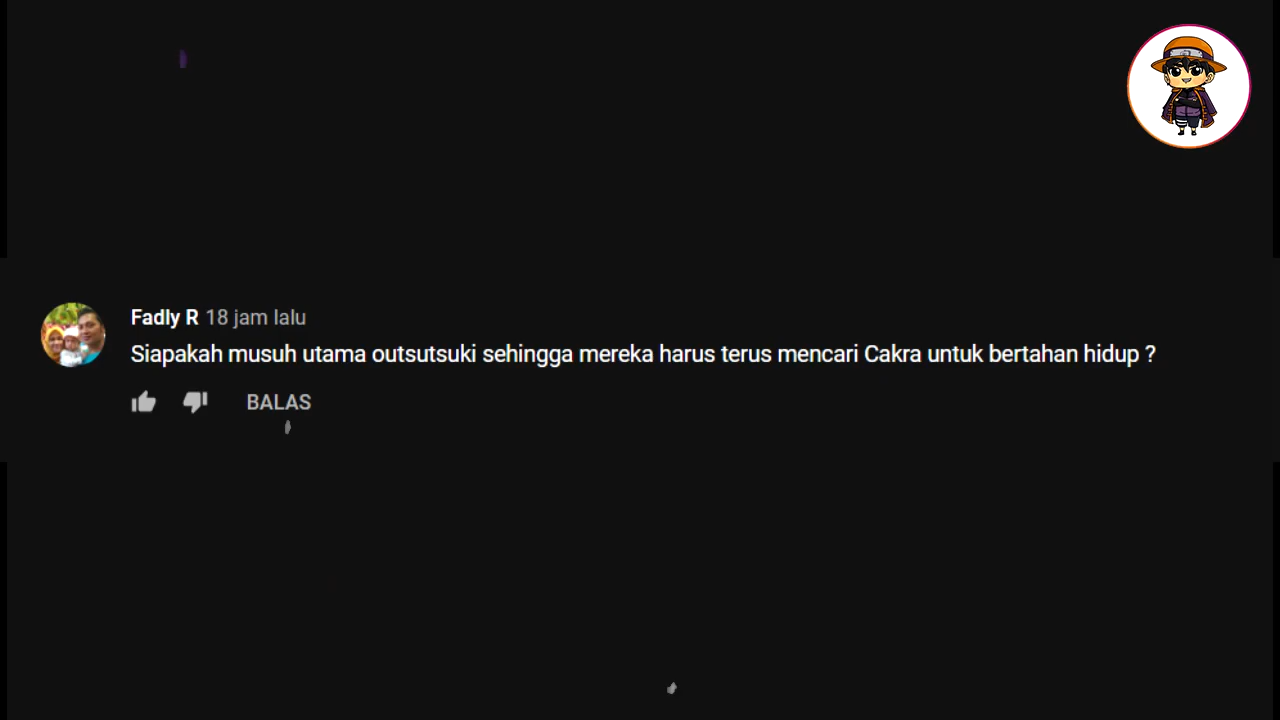 Fadly R 18 jam lalu
Siapakah musuh utama outsutsuki sehingga mereka harus terus mencari Cakra untuk bertahan hidup ?
BALAS